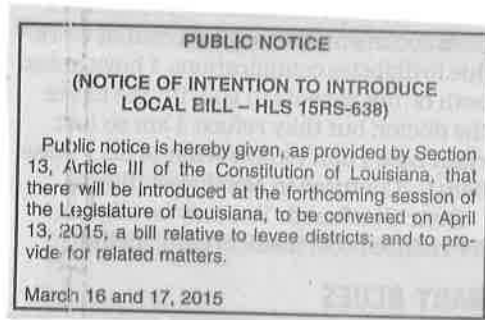 PUBLIC NOTICE
(NOTICE OF INTENTION TO INTRODUCE
LOCAL BILL – HLS 15RS-638)
Public notice is hereby given, as provided by Section
13, Article III of the Constitution of Louisiana, that
there will be introduced at the forthcoming session of
the Legislature of Louisiana, to be convened on April
13, 2015, a bill relative to levee districts; and to pro-
vide for related matters.
March 16 and 17, 2015